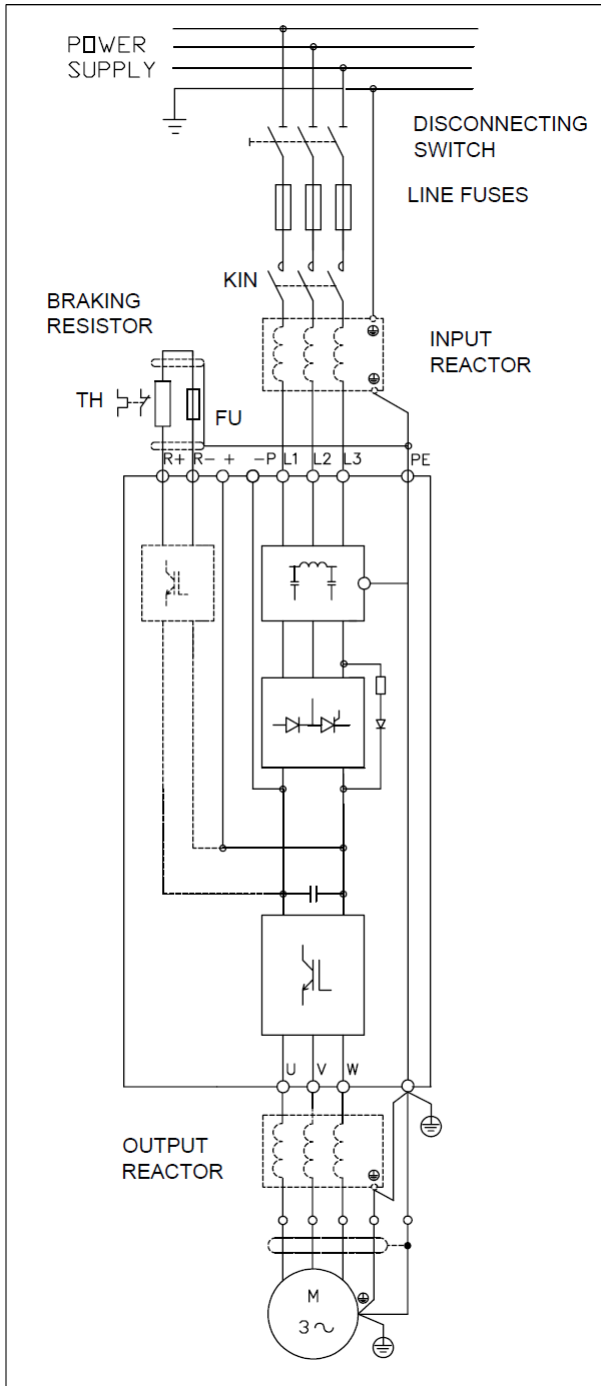 POWER
SUPPLY
DISCONNECTING
SWITCH
LINE FUSES
KIN
BRAKING
RESISTOR
INPUT
REACTOR
TH
FU
R+ R- + -P L1 L2 L3 PE
U V W
OUTPUT
REACTOR
M
3~